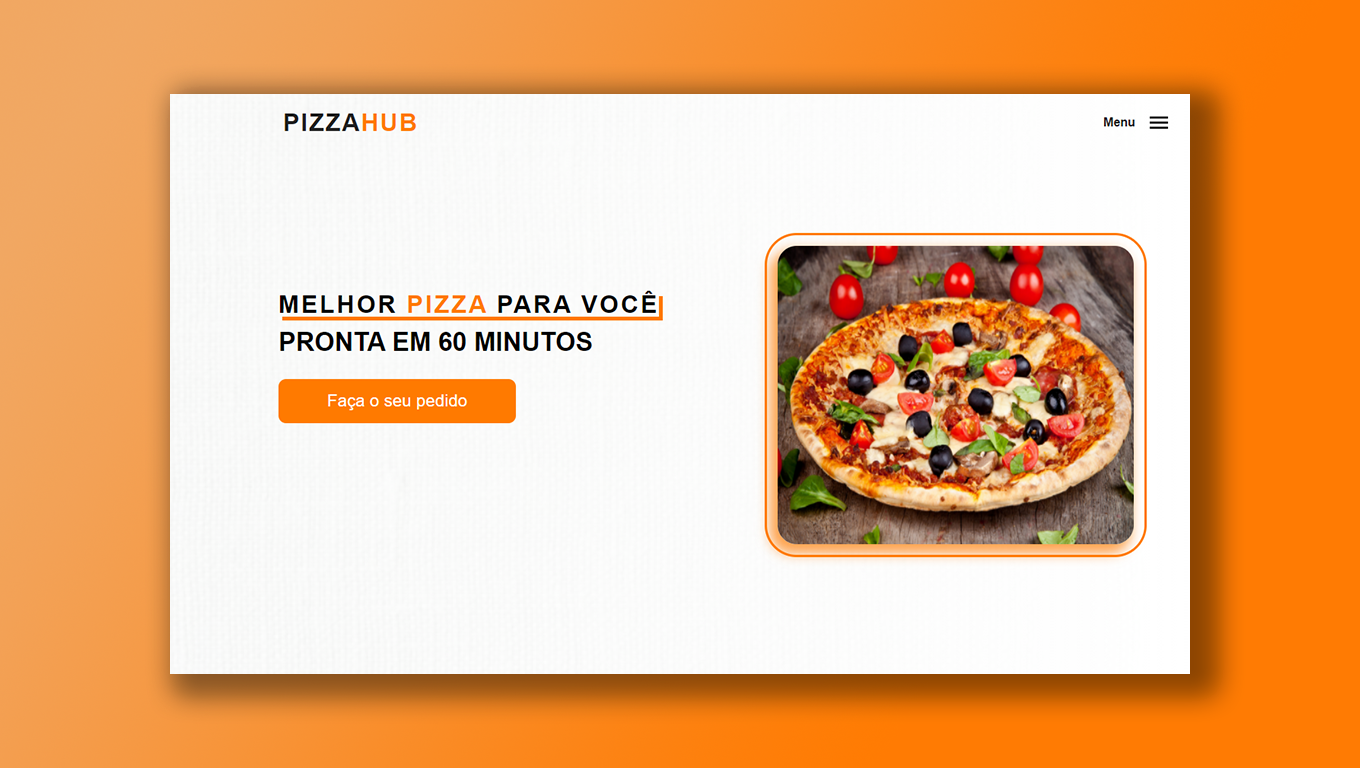 PIZZAHUB
Menu
MELHOR PIZZA PARA VOCÊ
PRONTA EM 60 MINUTOS
Faça o seu pedido